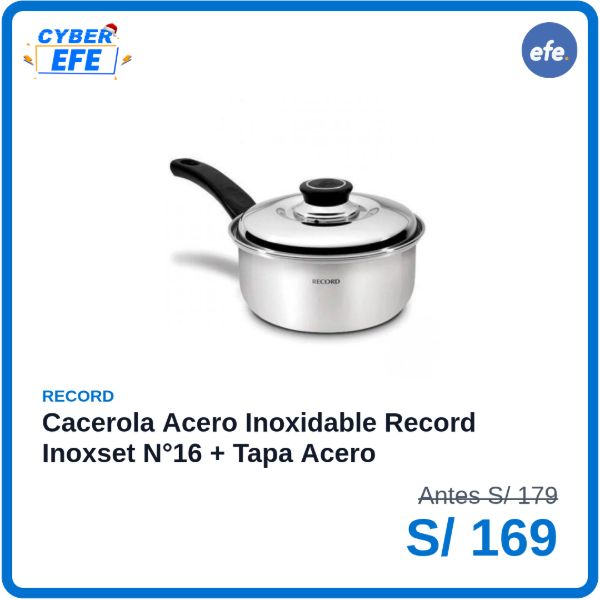 CYBER
EFE
efe.
RECORD
RECORD
Cacerola Acero Inoxidable Record
Inoxset N°16 + Tapa Acero
Antes S/ 179
S/ 169